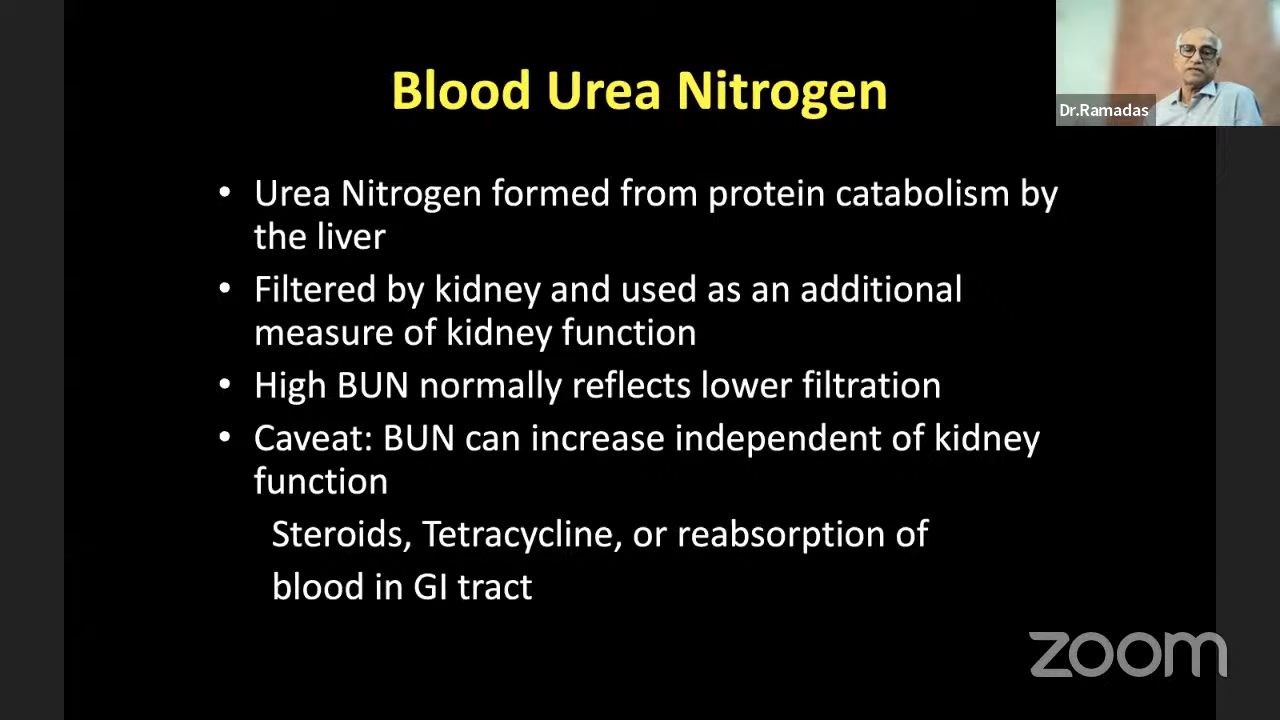 Blood Urea Nitrogen
Dr.Ramadas
• Urea Nitrogen formed from protein catabolism by
the liver
• Filtered by kidney and used as an additional
measure of kidney function
• High BUN normally reflects lower filtration
• Caveat: BUN can increase independent of kidney
function
Steroids, Tetracycline, or reabsorption of
blood in GI tract
zoom